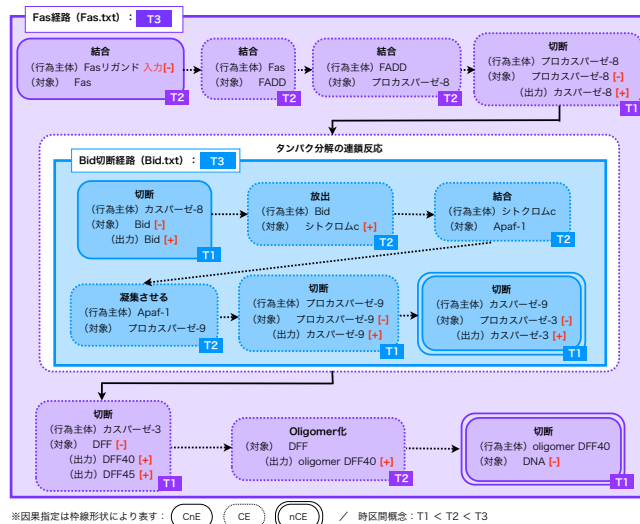 Fas経路（Fas.txt）： T3
結合
（行為主体）Fasリガンド 入力[-]
（対象） Fas
T2
結合
（行為主体）Fas
（対象） FADD
T2
結合
（行為主体）FADD
（対象） プロカスパーゼ-8
T2
切断
（行為主体）プロカスパーゼ-8
（対象） プロカスパーゼ-8 [-]
（出力）カスパーゼ-8 [+]
T1
タンパク分解の連鎖反応
Bid切断経路（Bid.txt）： T3
切断
（行為主体）カスパーゼ-8
（対象） Bid [-]
（出力）Bid [+]
T1
放出
（行為主体）Bid
（対象） シトクロムc [+]
T2
結合
（行為主体）シトクロムc
（対象） Apaf-1
T2
凝集させる
（行為主体）Apaf-1
（対象） プロカスパーゼ-9
T2
切断
（行為主体）プロカスパーゼ-9
（対象） プロカスパーゼ-9 [-]
（出力）カスパーゼ-9 [+]
T1
切断
（行為主体）カスパーゼ-9
（対象） プロカスパーゼ-3 [-]
（出力）カスパーゼ-3 [+]
T1
切断
（行為主体）カスパーゼ-3
（対象） DFF [-]
（出力）DFF40 [+]
（出力）DFF45 [+]
T1
Oligomer化
（対象） DFF
（出力）oligomer DFF40 [+]
T2
切断
（行為主体）oligomer DFF40
（対象） DNA [-]
T1
※因果指定は枠線形状により表す： CnE CE nCE ／ 時区間概念：T1 < T2 < T3